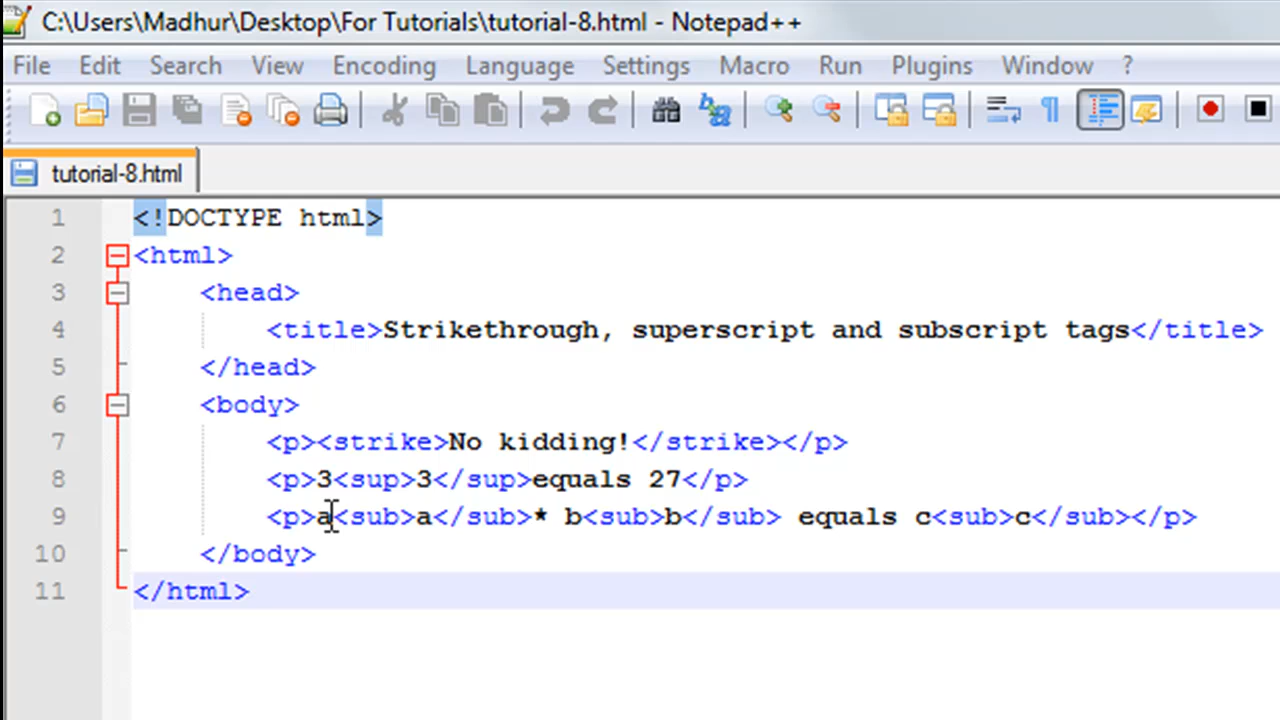 C:\Users\Madhur\Desktop\For Tutorials\tutorial-8.html - Notepad++
File Edit Search View Encoding Language Settings Macro Run Plugins Window ?
tutorial-8.html
1 <!DOCTYPE html>
2 <html>
3 <head>
4 <title>Strikethrough, superscript and subscript tags</title>
5 </head>
6 <body>
7 <p><strike>No kidding!</strike></p>
8 <p>3<sup>3</sup>equals 27</p>
9 <p>a<sub>a</sub>* b<sub>b</sub> equals c<sub>c</sub></p>
10 </body>
11 </html>